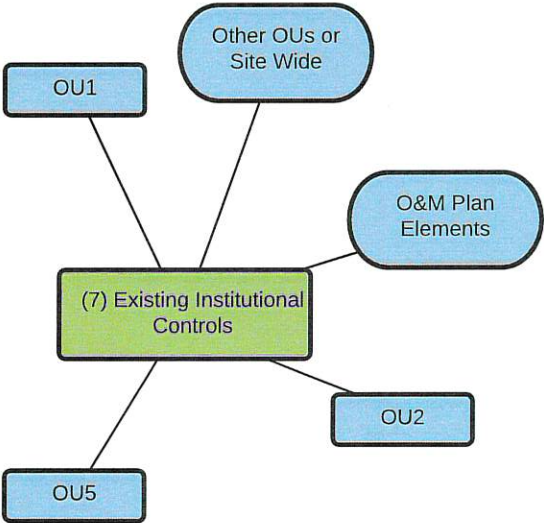 Other OUs or
Site Wide
OU1
O&M Plan
Elements
(7) Existing Institutional
Controls
OU2
OU5